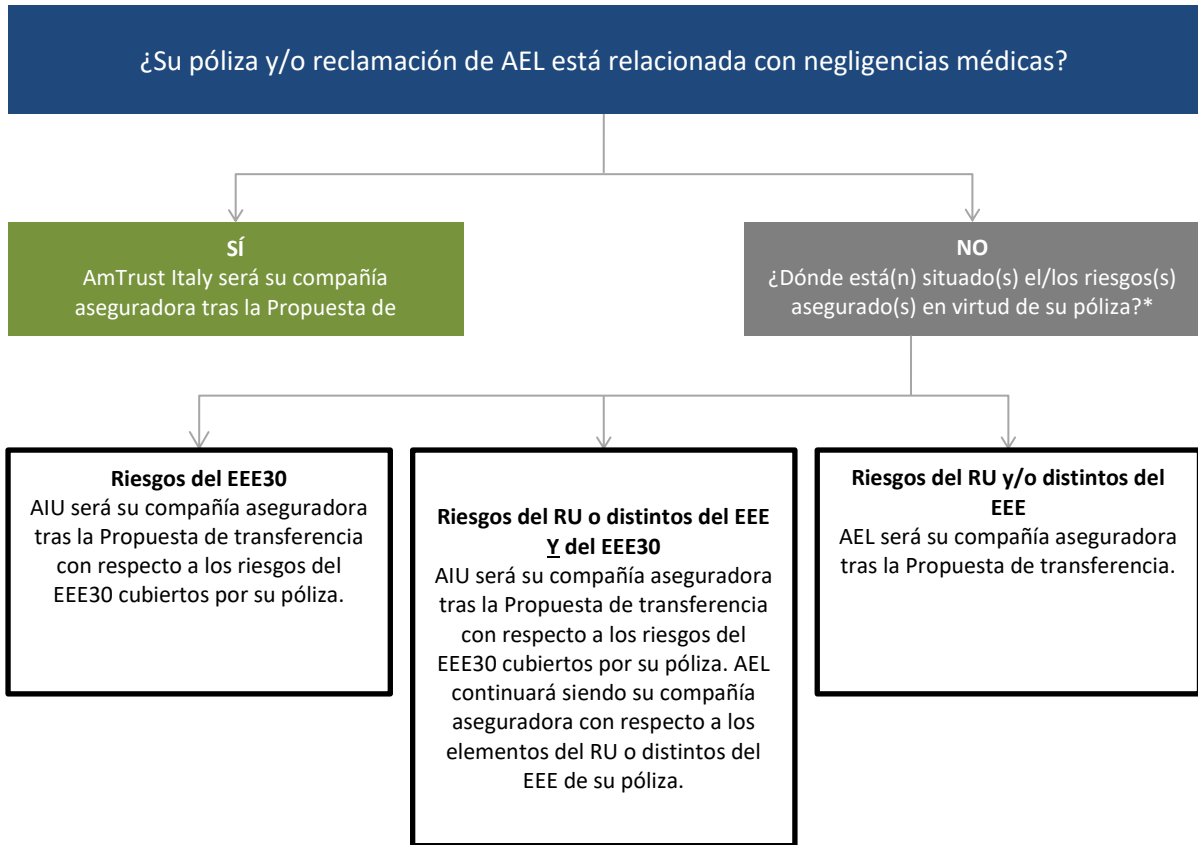 ¿Su póliza y/o reclamación de AEL está relacionada con negligencias médicas?
SÍ
AmTrust Italy será su compañía
aseguradora tras la Propuesta de
NO
¿Dónde está(n) situado(s) el/los riesgos(s)
asegurado(s) en virtud de su póliza?*
Riesgos del EEE30
AIU será su compañía aseguradora
tras la Propuesta de transferencia
con respecto a los riesgos del
EEE30 cubiertos por su póliza.
Riesgos del RU o distintos del EEE
Y del EEE30
AIU será su compañía aseguradora
tras la Propuesta de transferencia
con respecto a los riesgos del
EEE30 cubiertos por su póliza. AEL
continuará siendo su compañía
aseguradora con respecto a los
elementos del RU o distintos del
EEE de su póliza.
Riesgos del RU y/o distintos del
EEE
AEL será su compañía aseguradora
tras la Propuesta de transferencia.